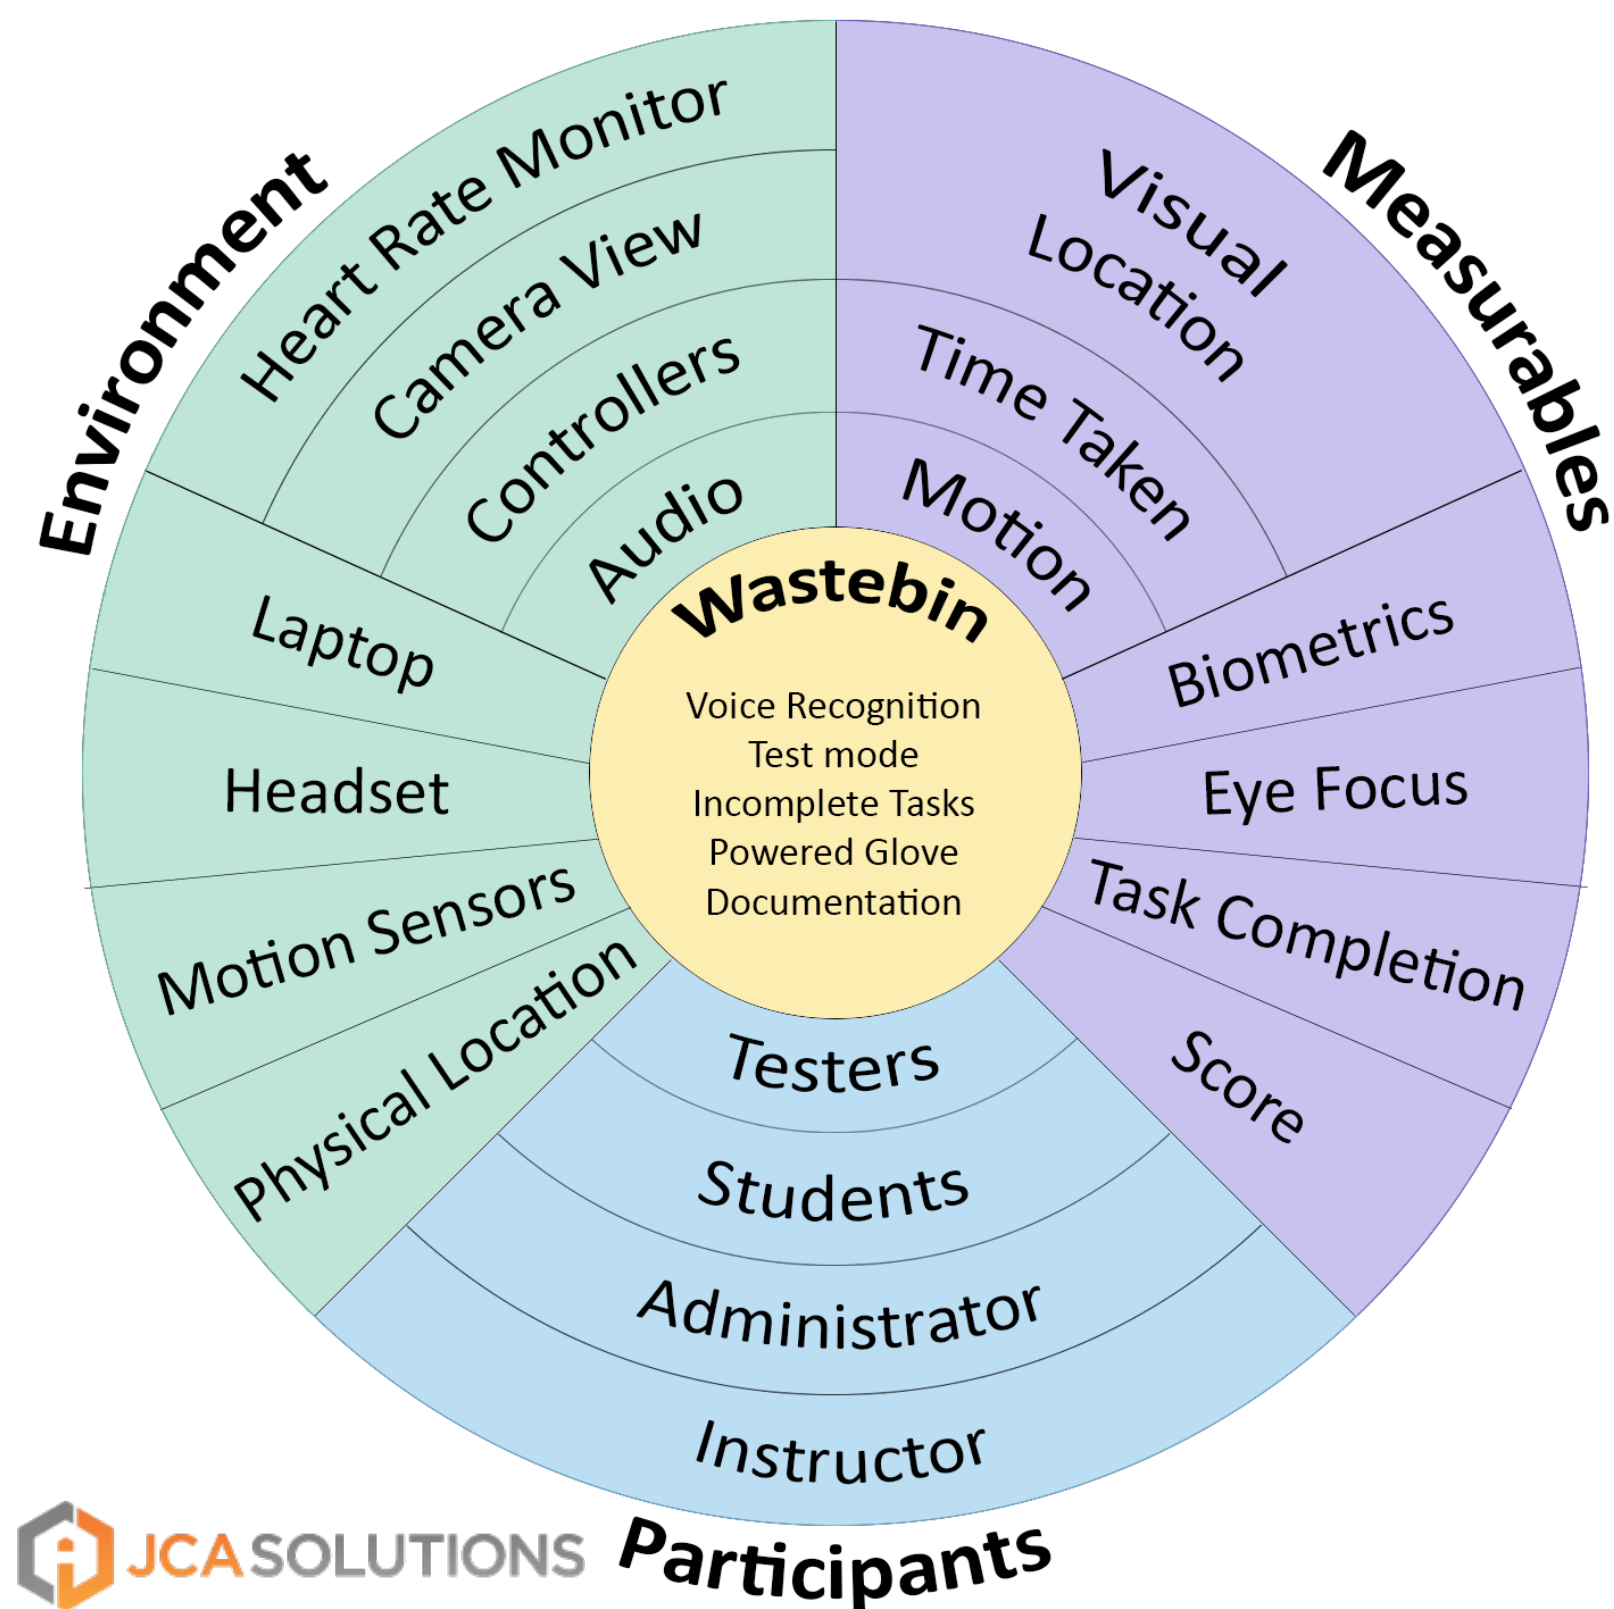 Environment
Heart Rate Monitor
Camera View
Controllers
Audio
Laptop
Headset
Motion Sensors
Physical Location
Measurables
Visual
Location
Time Taken
Motion
Biometrics
Eye Focus
Task Completion
Score
Wastebin
Voice Recognition
Test mode
Incomplete Tasks
Powered Glove
Documentation
Testers
Students
Administrator
Instructor
Participants
JCA SOLUTIONS